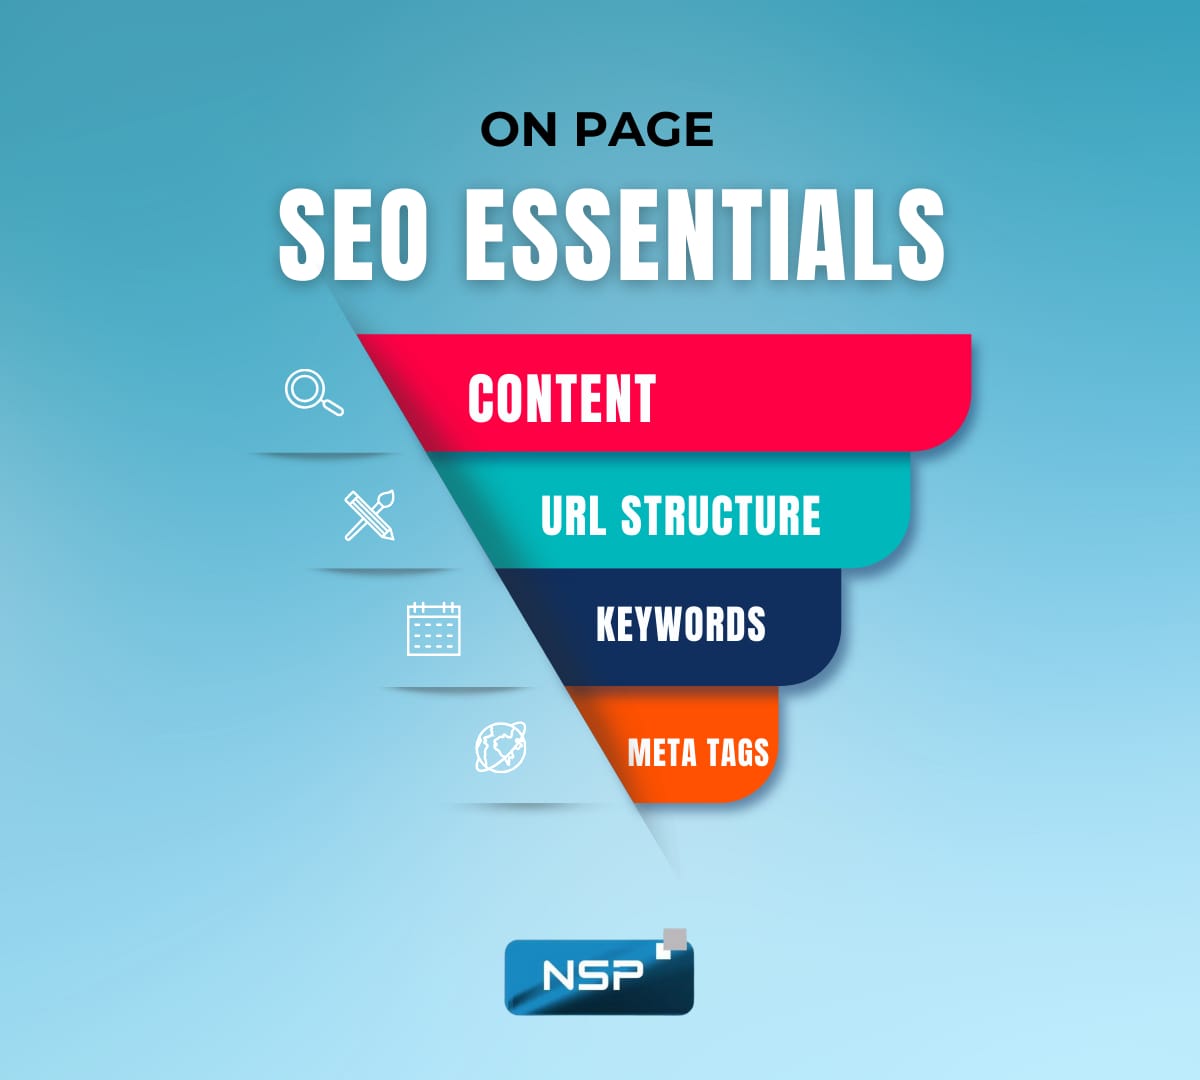 ON PAGE
SEO ESSENTIALS
CONTENT
URL STRUCTURE
KEYWORDS
META TAGS
NSP